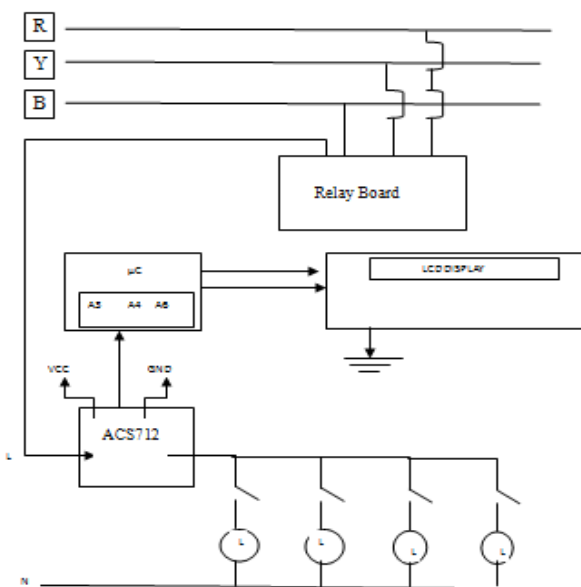 R
Y
B
Relay Board
µC
LCD DISPLAY
A3 A4 A6
VCC
GND
ACS712
L
L
L
L
L
N